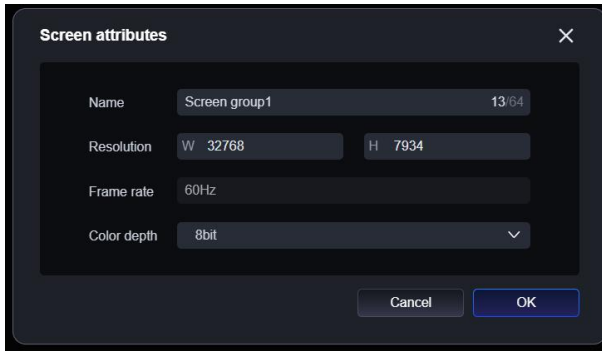 Screen attributes
Name Screen group1 13/64
Resolution W 32768 H 7934
Frame rate 60Hz
Color depth 8bit
Cancel OK